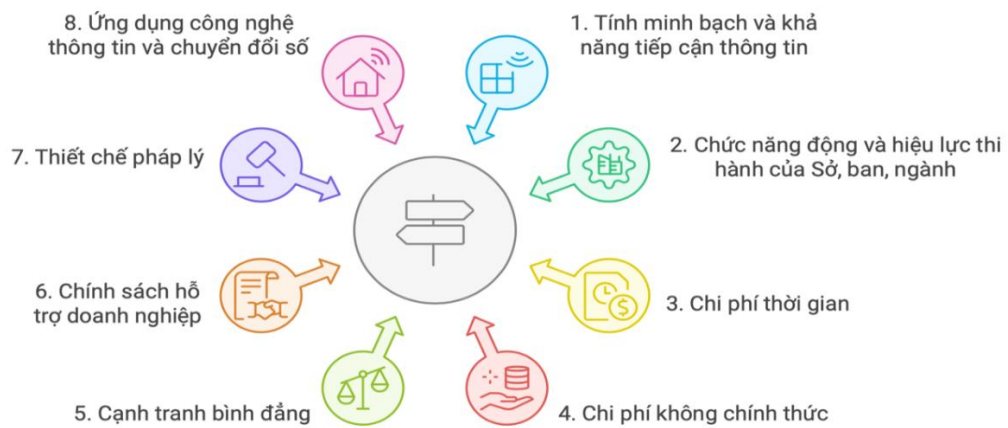 8. Ứng dụng công nghệ
thông tin và chuyển đổi số
1. Tính minh bạch và khả
năng tiếp cận thông tin
7. Thiết chế pháp lý
2. Chức năng động và hiệu lực thi
hành của Sở, ban, ngành
6. Chính sách hỗ
trợ doanh nghiệp
3. Chi phí thời gian
5. Cạnh tranh bình đẳng
4. Chi phí không chính thức